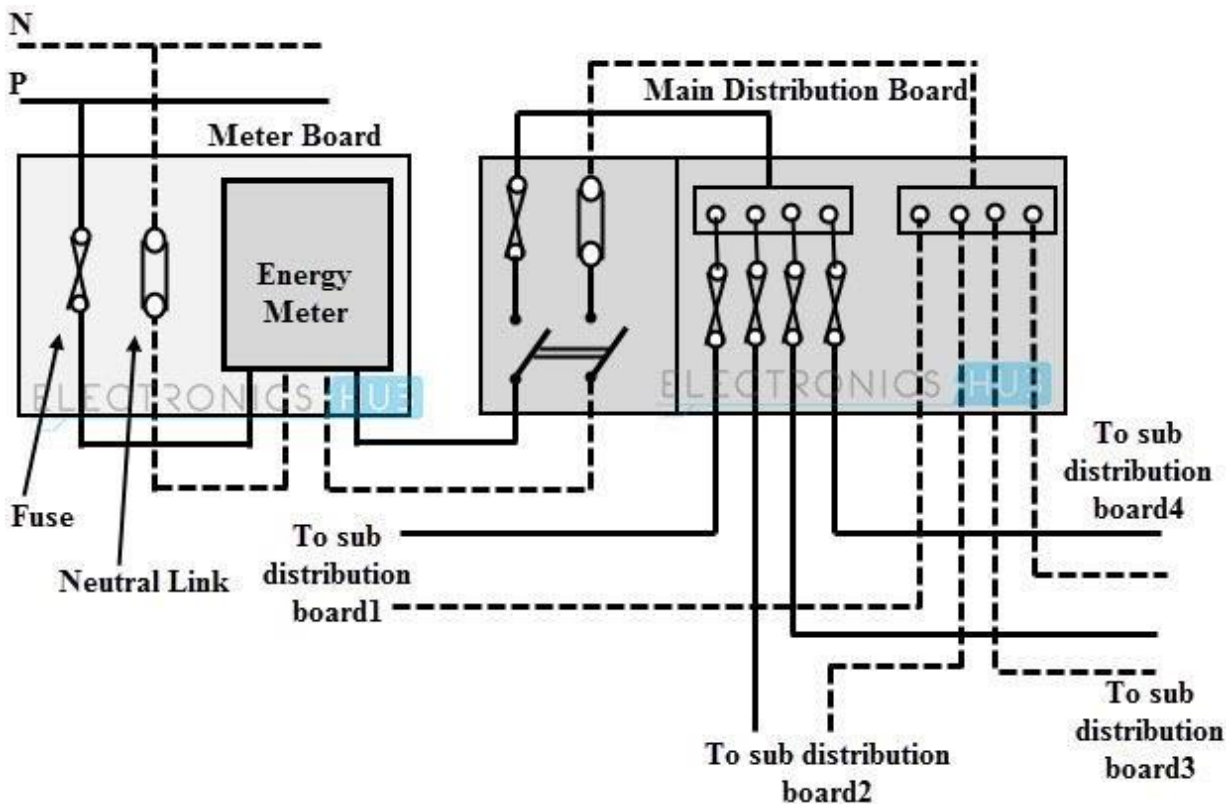 N
P
Meter Board
Main Distribution Board
Energy
Meter
ELECTRONICS HUB
ELECTRONICS HUB
Fuse
Neutral Link
To sub
distribution
board1
To sub
distribution
board4
To sub distribution
board2
To sub
distribution
board3